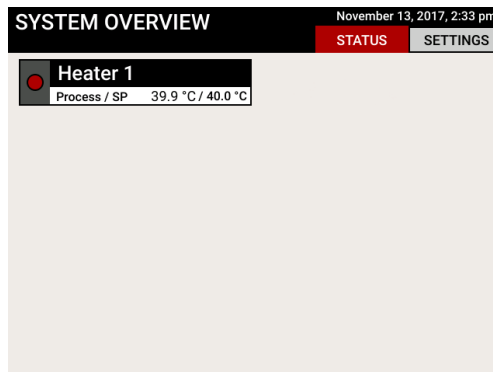 SYSTEM OVERVIEW
November 13, 2017, 2:33 pm
STATUS SETTINGS
Heater 1
Process / SP 39.9 °C / 40.0 °C